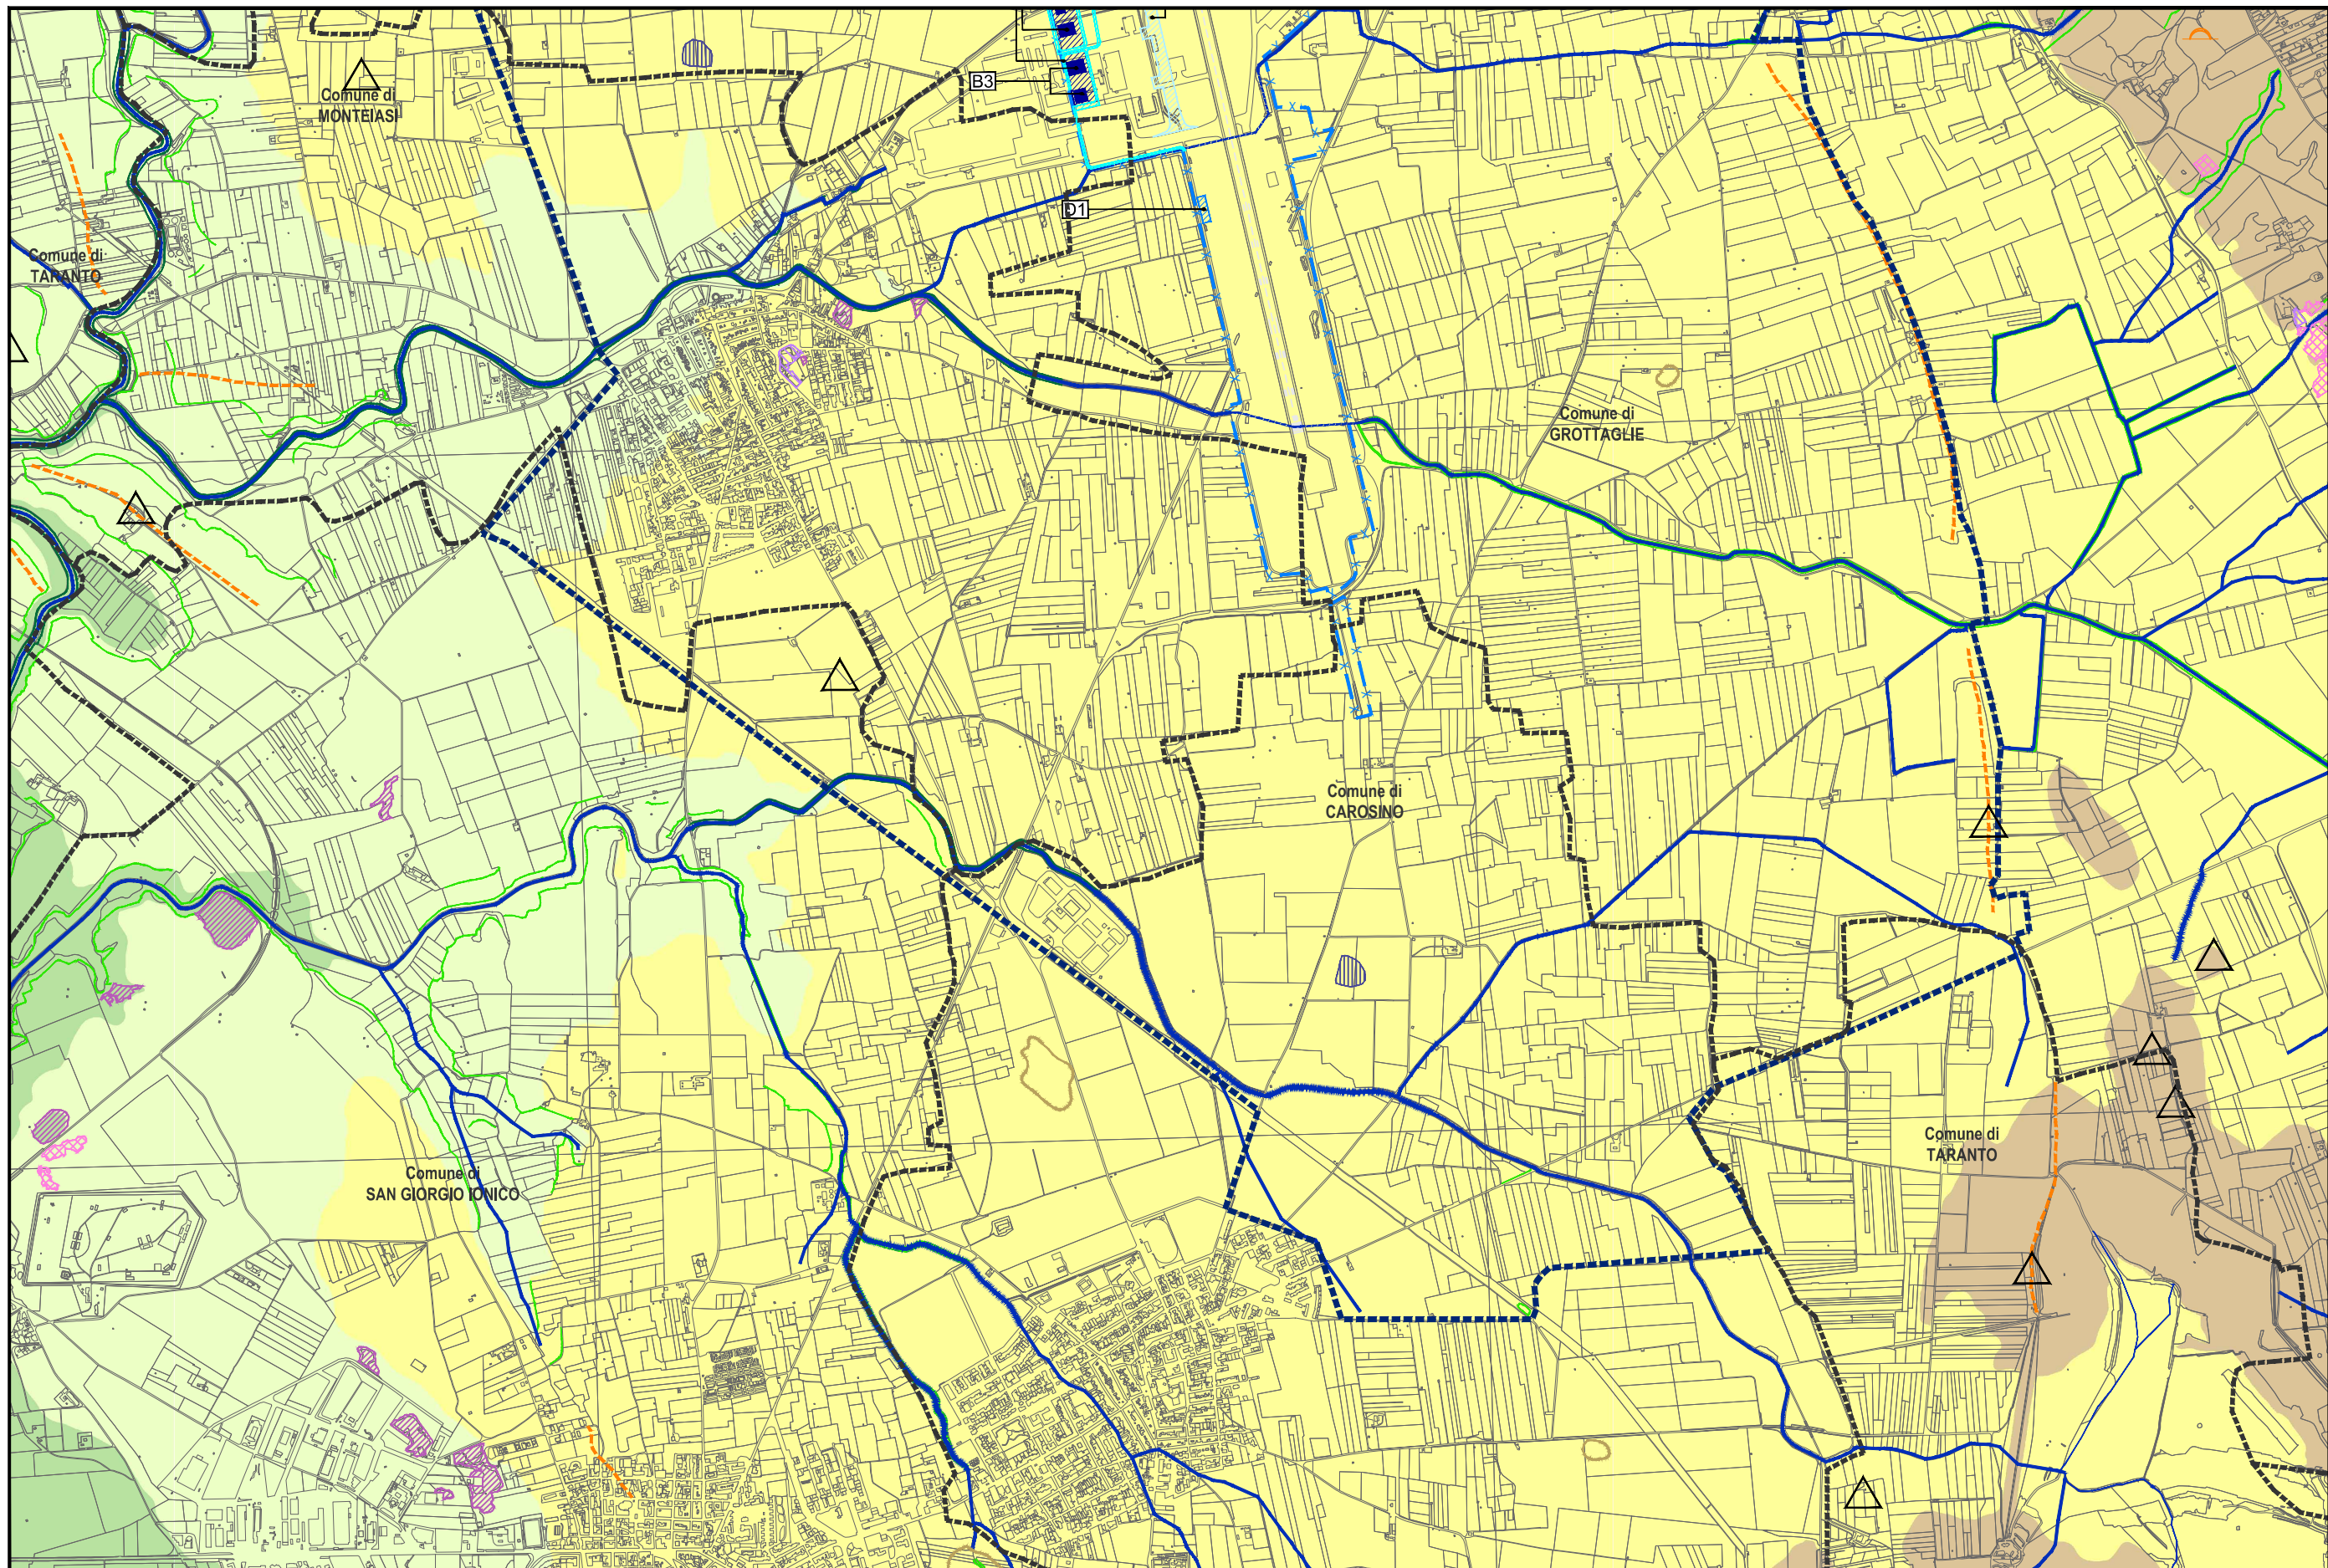 B3
Comune di
MONTEIASI
D1
Comune di
TARANTO
Comune di
GROTTAGLIE
Comune di
CAROSINO
Comune di
TARANTO
Comune di
SAN GIORGIO IONICO